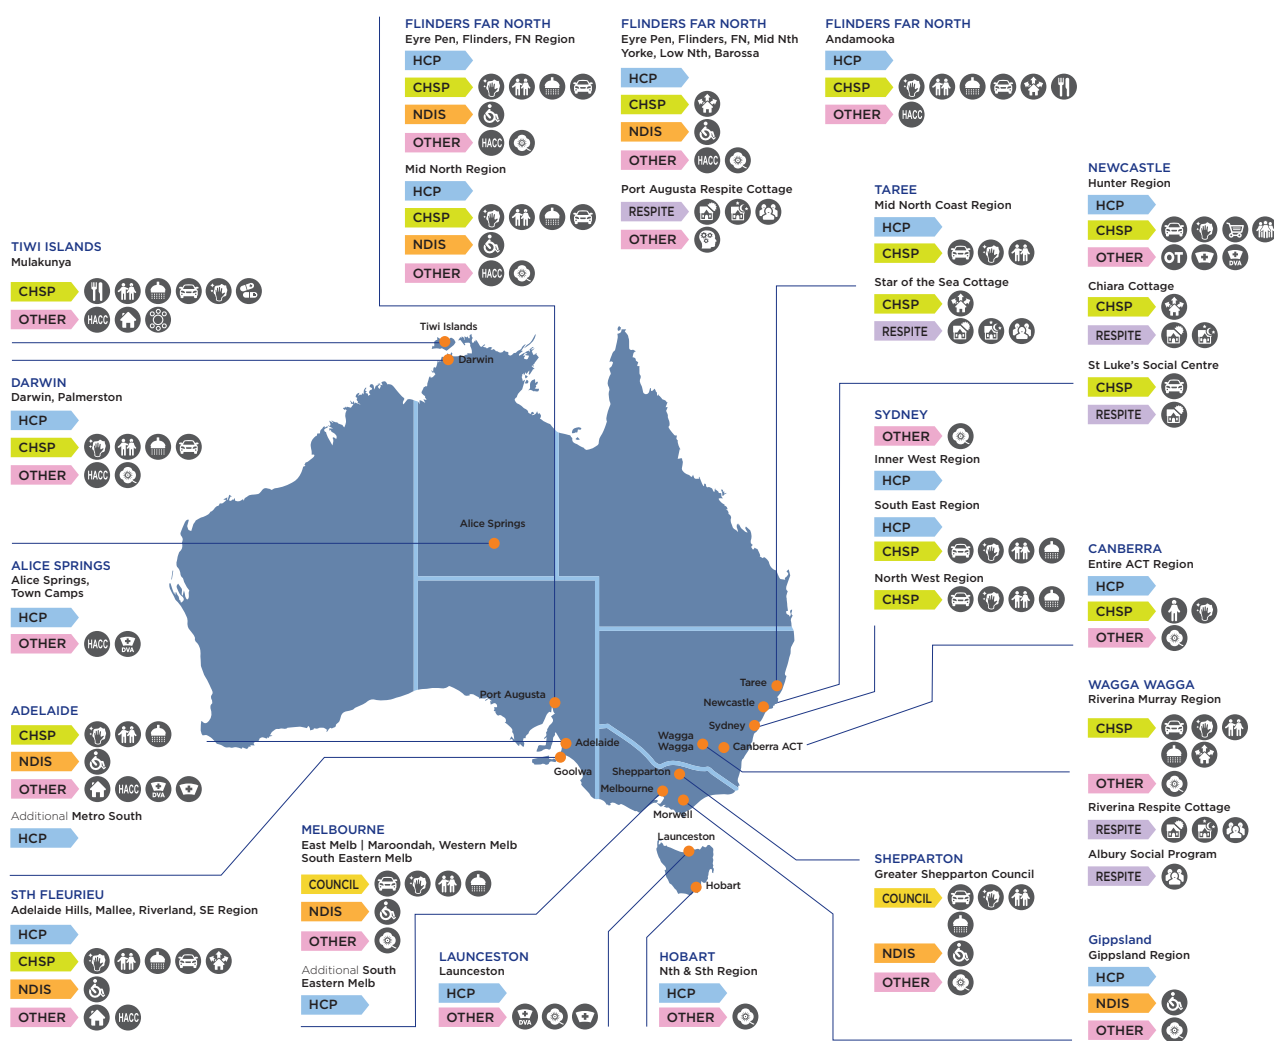 FLINDERS FAR NORTH
Eyre Pen, Flinders, FN Region
HCP
CHSP
NDIS
OTHER HACC
Mid North Region
HCP
CHSP
NDIS
OTHER HACC
FLINDERS FAR NORTH
Eyre Pen, Flinders, FN, Mid Nth
Yorke, Low Nth, Barossa
HCP
CHSP
NDIS
OTHER HACC
Port Augusta Respite Cottage
RESPITE
OTHER
FLINDERS FAR NORTH
Andamooka
HCP
CHSP
OTHER HACC
TAREE
Mid North Coast Region
HCP
CHSP
Star of the Sea Cottage
CHSP
RESPITE
NEWCASTLE
Hunter Region
HCP
CHSP
OTHER OT DVA
Chiara Cottage
CHSP
RESPITE
St Luke's Social Centre
CHSP
RESPITE
TIWI ISLANDS
Mulakunya
CHSP
OTHER HACC
DARWIN
Darwin, Palmerston
HCP
CHSP
OTHER HACC
ALICE SPRINGS
Alice Springs,
Town Camps
HCP
OTHER HACC DVA
ADELAIDE
CHSP
NDIS
OTHER HACC DVA
Additional Metro South
HCP
STH FLEURIEU
Adelaide Hills, Mallee, Riverland, SE Region
HCP
CHSP
NDIS
OTHER HACC
Tiwi Islands
Darwin
Alice Springs
Port Augusta
Adelaide
Goolwa
Taree
Newcastle
Sydney
Wagga
Wagga
Canberra ACT
Shepparton
Melbourne
Morwell
Launceston
Hobart
SYDNEY
OTHER
Inner West Region
HCP
South East Region
HCP
CHSP
North West Region
CHSP
CANBERRA
Entire ACT Region
HCP
CHSP
OTHER
WAGGA WAGGA
Riverina Murray Region
CHSP
OTHER
Riverina Respite Cottage
RESPITE
Albury Social Program
RESPITE
MELBOURNE
East Melb | Maroondah, Western Melb
South Eastern Melb
COUNCIL
NDIS
OTHER
Additional South
Eastern Melb
HCP
LAUNCESTON
Launceston
HCP
OTHER DVA
HOBART
Nth & Sth Region
HCP
OTHER
SHEPPARTON
Greater Shepparton Council
COUNCIL
NDIS
OTHER
Gippsland
Gippsland Region
HCP
NDIS
OTHER